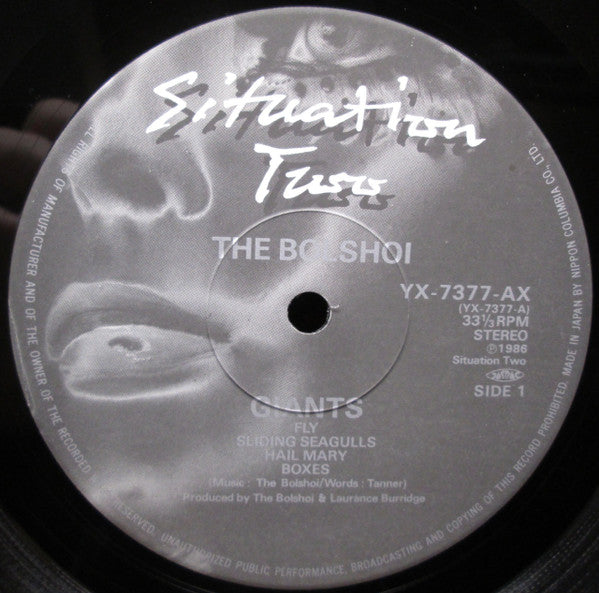 Situation
Two
THE BOLSHOI
YX-7377-AX
(YX-7377-A)
33⅓RPM
STEREO
Ⓟ1986
Situation Two
JASRAC
SIDE 1
GIANTS
FLY
SLIDING SEAGULLS
HAIL MARY
BOXES
(Music : The Bolshoi/Words : Tanner)
Produced by The Bolshoi & Laurance Burridge
ALL RIGHTS OF MANUFACTURER AND OF THE OWNER OF THE RECORDED
RESERVED. UNAUTHORIZED PUBLIC PERFORMANCE, BROADCASTING AND COPYING OF THIS RECORD PROHIBITED. MADE IN JAPAN BY NIPPON COLUMBIA CO., LTD.